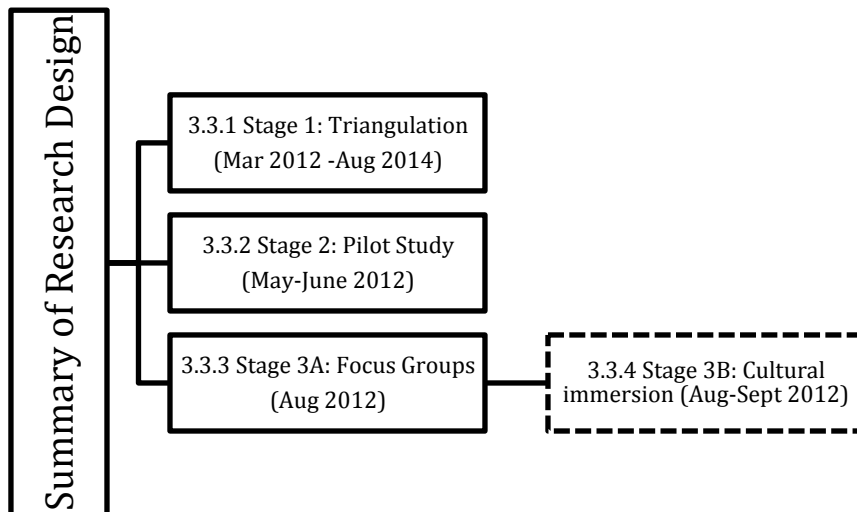 Summary of Research Design
3.3.1 Stage 1: Triangulation
(Mar 2012 -Aug 2014)
3.3.2 Stage 2: Pilot Study
(May-June 2012)
3.3.3 Stage 3A: Focus Groups
(Aug 2012)
3.3.4 Stage 3B: Cultural
immersion (Aug-Sept 2012)